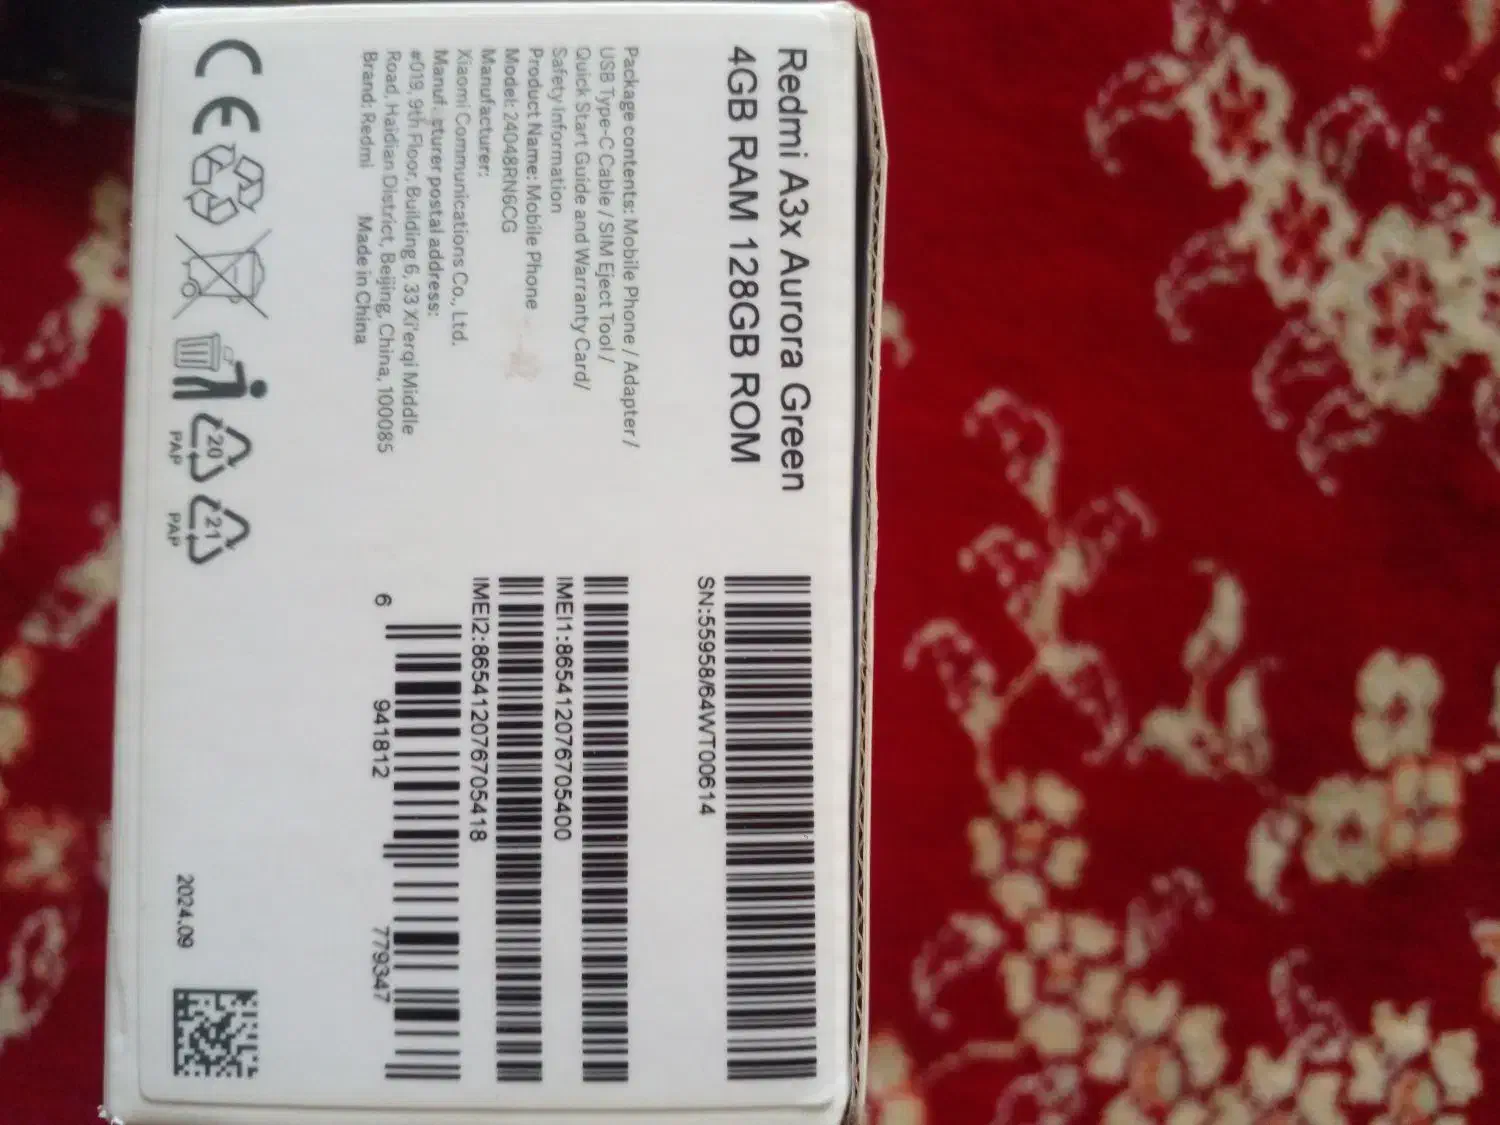 Redmi A3x Aurora Green
4GB RAM 128GB ROM
Package contents: Mobile Phone / Adapter /
USB Type-C Cable / SIM Eject Tool /
Quick Start Guide and Warranty Card/
Safety Information
Product Name: Mobile Phone
Model: 24048RN6CG
Manufacturer:
Xiaomi Communications Co., Ltd.
Manuf cturer postal address:
#019, 9th Floor, Building 6, 33 Xi'erqi Middle
Road, Haidian District, Beijing, China, 100085
Brand: Redmi Made in China
CE
20 PAP
21 PAP
SN:55958/64WT00614
IMEI1:865412076705400
IMEI2:865412076705418
6 941812 779347
2024.09